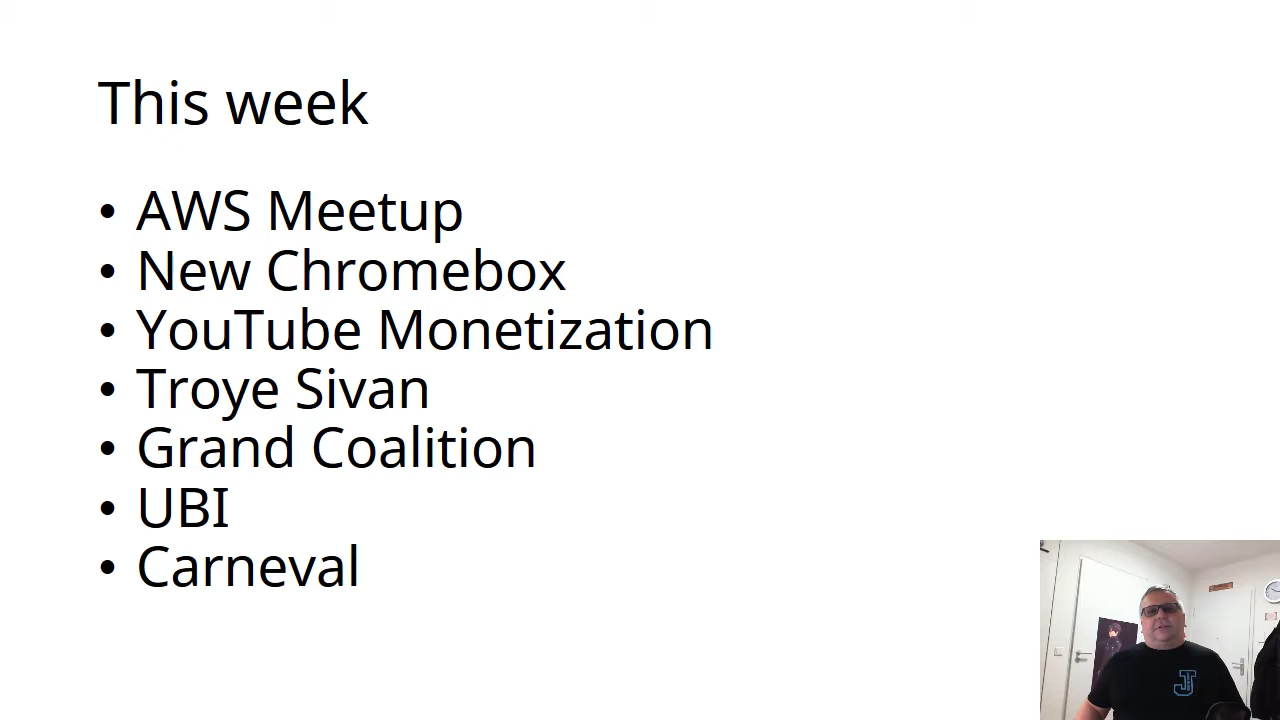 This week
• AWS Meetup
• New Chromebox
• YouTube Monetization
• Troye Sivan
• Grand Coalition
• UBI
• Carneval
J